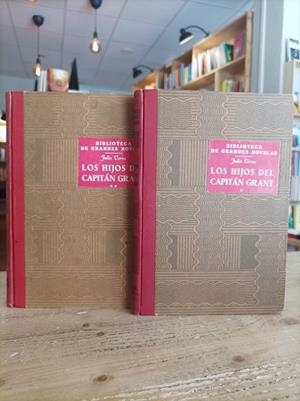 BIBLIOTECA
DE GRANDES NOVELAS
Julio Verne
LOS HIJOS D
CAPITÁN GRAN
**
BIBLIOTECA
DE GRANDES NOVELAS
Julio Verne
LOS HIJOS DEL
CAPITÁN GRANT
*